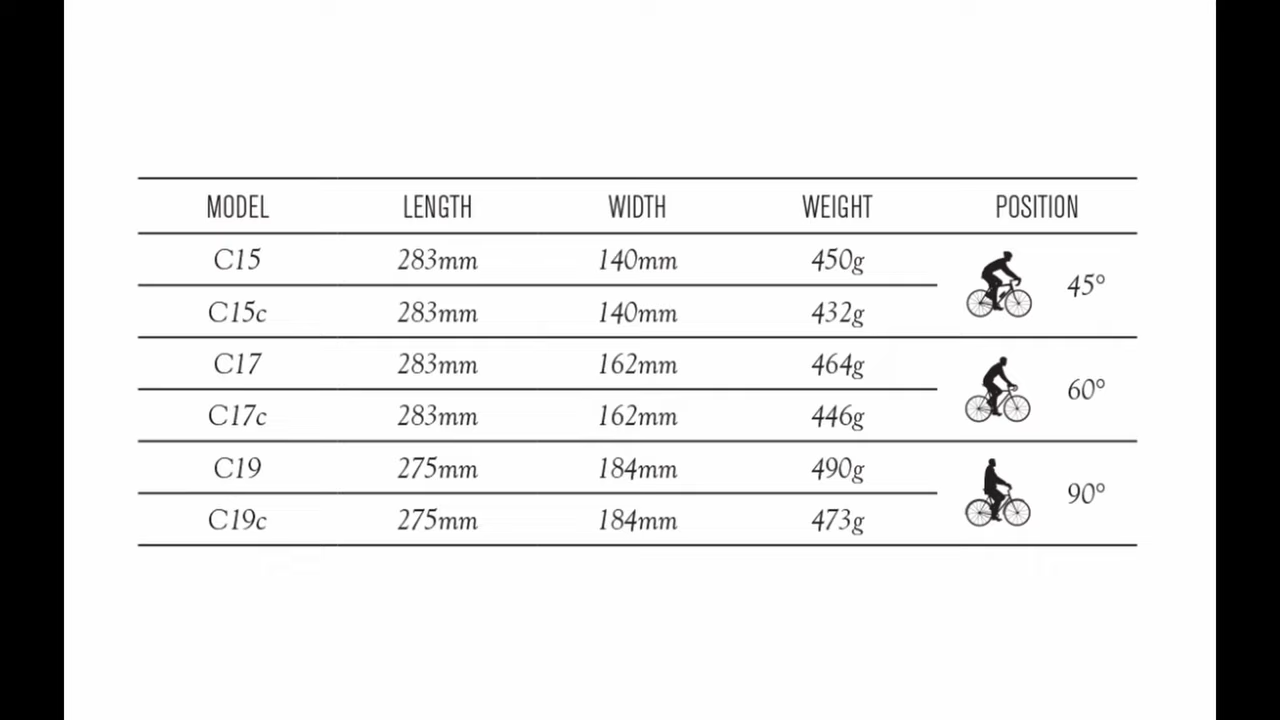 MODEL LENGTH WIDTH WEIGHT POSITION
C15 283mm 140mm 450g
45°
C15c 283mm 140mm 432g
C17 283mm 162mm 464g
60°
C17c 283mm 162mm 446g
C19 275mm 184mm 490g
90°
C19c 275mm 184mm 473g